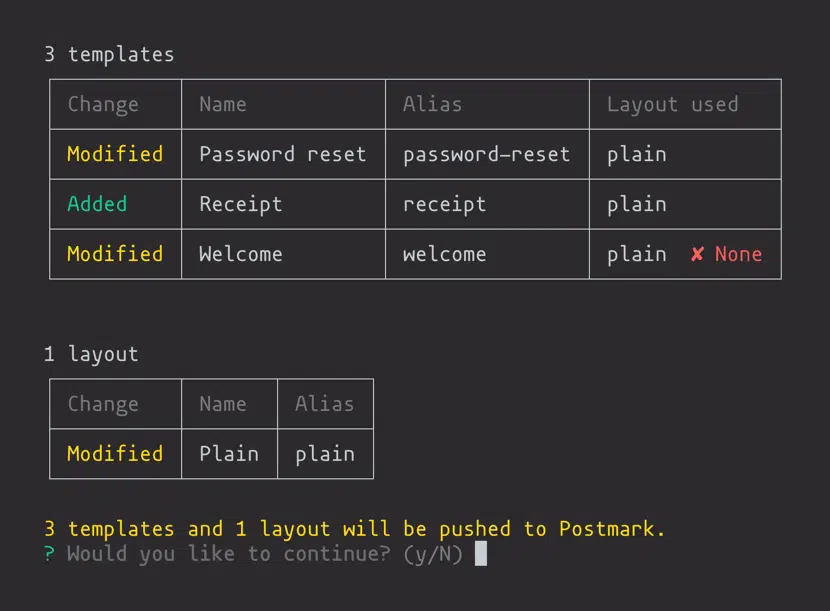 3 templates
Change Name Alias Layout used
Modified Password reset password-reset plain
Added Receipt receipt plain
Modified Welcome welcome plain ✘ None
1 layout
Change Name Alias
Modified Plain plain
3 templates and 1 layout will be pushed to Postmark.
? Would you like to continue? (y/N)